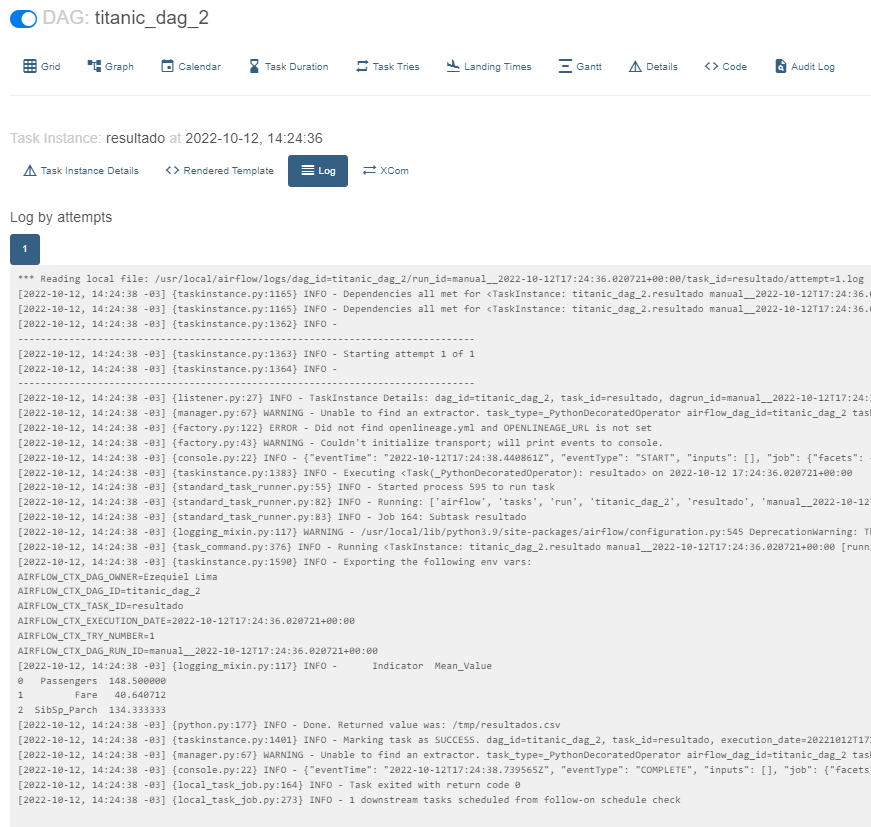 DAG: titanic_dag_2
Grid Graph Calendar Task Duration Task Tries Landing Times Gantt Details Code Audit Log
Task Instance: resultado at 2022-10-12, 14:24:36
Task Instance Details Rendered Template Log XCom
Log by attempts
1
*** Reading local file: /usr/local/airflow/logs/dag_id=titanic_dag_2/run_id=manual__2022-10-12T17:24:36.020721+00:00/task_id=resultado/attempt=1.log
[2022-10-12, 14:24:38 -03] {taskinstance.py:1165} INFO - Dependencies all met for <TaskInstance: titanic_dag_2.resultado manual__2022-10-12T17:24:36.
[2022-10-12, 14:24:38 -03] {taskinstance.py:1165} INFO - Dependencies all met for <TaskInstance: titanic_dag_2.resultado manual__2022-10-12T17:24:36.
[2022-10-12, 14:24:38 -03] {taskinstance.py:1362} INFO -
--------------------------------------------------------------------------------
[2022-10-12, 14:24:38 -03] {taskinstance.py:1363} INFO - Starting attempt 1 of 1
[2022-10-12, 14:24:38 -03] {taskinstance.py:1364} INFO -
--------------------------------------------------------------------------------
[2022-10-12, 14:24:38 -03] {listener.py:27} INFO - TaskInstance Details: dag_id=titanic_dag_2, task_id=resultado, dagrun_id=manual__2022-10-12T17:24:
[2022-10-12, 14:24:38 -03] {manager.py:67} WARNING - Unable to find an extractor. task_type=_PythonDecoratedOperator airflow_dag_id=titanic_dag_2 tas
[2022-10-12, 14:24:38 -03] {factory.py:122} ERROR - Did not find openlineage.yml and OPENLINEAGE_URL is not set
[2022-10-12, 14:24:38 -03] {factory.py:43} WARNING - Couldn't initialize transport; will print events to console.
[2022-10-12, 14:24:38 -03] {console.py:22} INFO - {"eventTime": "2022-10-12T17:24:38.440861Z", "eventType": "START", "inputs": [], "job": {"facets":
[2022-10-12, 14:24:38 -03] {taskinstance.py:1383} INFO - Executing <Task(_PythonDecoratedOperator): resultado> on 2022-10-12 17:24:36.020721+00:00
[2022-10-12, 14:24:38 -03] {standard_task_runner.py:55} INFO - Started process 595 to run task
[2022-10-12, 14:24:38 -03] {standard_task_runner.py:82} INFO - Running: ['airflow', 'tasks', 'run', 'titanic_dag_2', 'resultado', 'manual__2022-10-12
[2022-10-12, 14:24:38 -03] {standard_task_runner.py:83} INFO - Job 164: Subtask resultado
[2022-10-12, 14:24:38 -03] {logging_mixin.py:117} WARNING - /usr/local/lib/python3.9/site-packages/airflow/configuration.py:545 DeprecationWarning:
[2022-10-12, 14:24:38 -03] {task_command.py:376} INFO - Running <TaskInstance: titanic_dag_2.resultado manual__2022-10-12T17:24:36.020721+00:00 [runn
[2022-10-12, 14:24:38 -03] {taskinstance.py:1590} INFO - Exporting the following env vars:
AIRFLOW_CTX_DAG_OWNER=Ezequiel Lima
AIRFLOW_CTX_DAG_ID=titanic_dag_2
AIRFLOW_CTX_TASK_ID=resultado
AIRFLOW_CTX_EXECUTION_DATE=2022-10-12T17:24:36.020721+00:00
AIRFLOW_CTX_TRY_NUMBER=1
AIRFLOW_CTX_DAG_RUN_ID=manual__2022-10-12T17:24:36.020721+00:00
[2022-10-12, 14:24:38 -03] {logging_mixin.py:117} INFO -      Indicator  Mean_Value
0   Passengers  148.500000
1         Fare   40.640712
2  SibSp_Parch  134.333333
[2022-10-12, 14:24:38 -03] {python.py:177} INFO - Done. Returned value was: /tmp/resultados.csv
[2022-10-12, 14:24:38 -03] {taskinstance.py:1401} INFO - Marking task as SUCCESS. dag_id=titanic_dag_2, task_id=resultado, execution_date=20221012T17
[2022-10-12, 14:24:38 -03] {manager.py:67} WARNING - Unable to find an extractor. task_type=_PythonDecoratedOperator airflow_dag_id=titanic_dag_2 tas
[2022-10-12, 14:24:38 -03] {console.py:22} INFO - {"eventTime": "2022-10-12T17:24:38.739565Z", "eventType": "COMPLETE", "inputs": [], "job": {"facets
[2022-10-12, 14:24:38 -03] {local_task_job.py:164} INFO - Task exited with return code 0
[2022-10-12, 14:24:38 -03] {local_task_job.py:273} INFO - 1 downstream tasks scheduled from follow-on schedule check